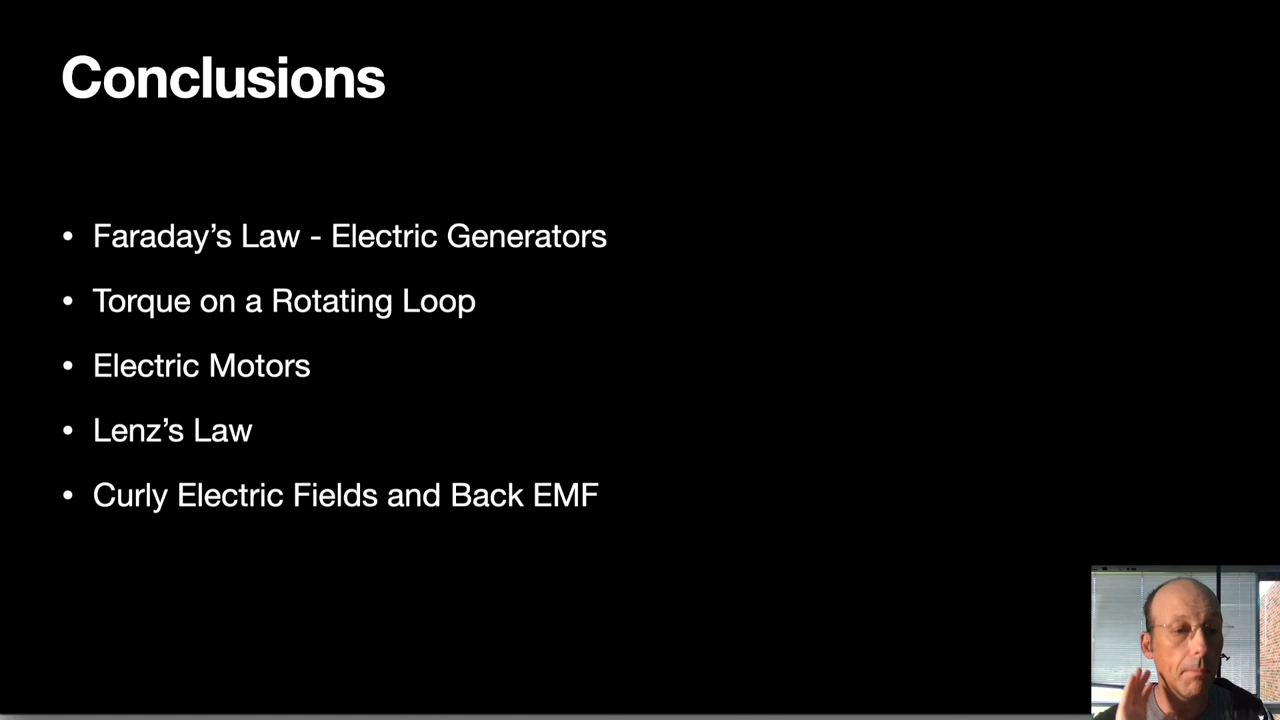 Conclusions
• Faraday’s Law - Electric Generators
• Torque on a Rotating Loop
• Electric Motors
• Lenz’s Law
• Curly Electric Fields and Back EMF